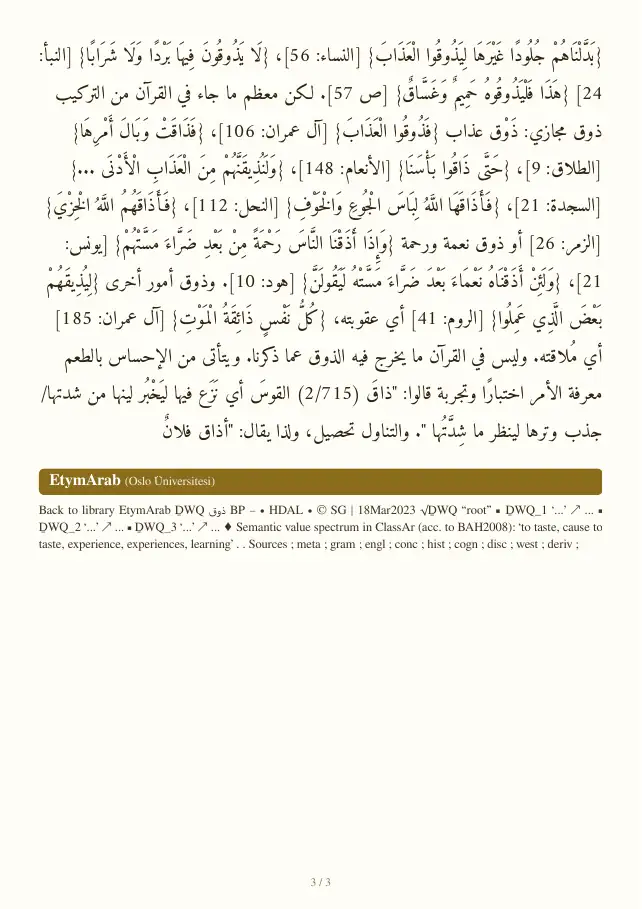 {بَدَّلْنَاهُمْ جُلُودًا غَيْرَهَا لِيَذُوقُوا الْعَذَابَ} [النساء: 56]، {لَا يَذُوقُونَ فِيهَا بَرْدًا وَلَا شَرَابًا} [النبأ:
24] {هَذَا فَلْيَذُوقُوهُ حَمِيمٌ وَغَسَّاقٌ} [ص 57]. لكن معظم ما جاء في القرآن من التركيب
ذوق مجازي: ذَوْق عذاب {فَذُوقُوا الْعَذَابَ} [آل عمران: 106]، {فَذَاقَتْ وَبَالَ أَمْرِهَا}
[الطلاق: 9]، {حَتَّى ذَاقُوا بَأْسَنَا} [الأنعام: 148]، {وَلَنُذِيقَنَّهُمْ مِنَ الْعَذَابِ الْأَدْنَى ...}
[السجدة: 21]، {فَأَذَاقَهَا اللَّهُ لِبَاسَ الْجُوعِ وَالْخَوْفِ} [النحل: 112]، {فَأَذَاقَهُمُ اللَّهُ الْخِزْيَ}
[الزمر: 26] أو ذوق نعمة ورحمة {وَإِذَا أَذَقْنَا النَّاسَ رَحْمَةً مِنْ بَعْدِ ضَرَّاءَ مَسَّتْهُمْ} [يونس:
21]، {وَلَئِنْ أَذَقْنَاهُ نَعْمَاءَ بَعْدَ ضَرَّاءَ مَسَّتْهُ لَيَقُولَنَّ} [هود: 10]. وذوق أمور أخرى {لِيُذِيقَهُمْ
بَعْضَ الَّذِي عَمِلُوا} [الروم: 41] أي عقوبته، {كُلُّ نَفْسٍ ذَائِقَةُ الْمَوْتِ} [آل عمران: 185]
أي مُلاقته. وليس في القرآن ما يخرج فيه الذوق عما ذكرنا. ويتأتى من الإحساس بالطعم
معرفة الأمر اختبارًا وتجربة قالوا: "ذاقَ (2/715) القوسَ أي نَزَع فيها ليَخْبُر لينها من شدتها/
جذب وترها لينظر ما شِدَّتُها ". والتناول تحصيل، ولذا يقال: "أذاق فلانٌ
EtymArab (Oslo Üniversitesi)
Back to library EtymArab ḎWQ ذوق BP – • HDAL • © SG | 18Mar2023 √ḎWQ “root” ▪ ḎWQ_1 ‘...’ ↗ ... ▪
ḎWQ_2 ‘...’ ↗ ... ▪ ḎWQ_3 ‘...’ ↗ ... ♦ Semantic value spectrum in ClassAr (acc. to BAH2008): ‘to taste, cause to
taste, experience, experiences, learning’ . . Sources ; meta ; gram ; engl ; conc ; hist ; cogn ; disc ; west ; deriv ;
3 / 3